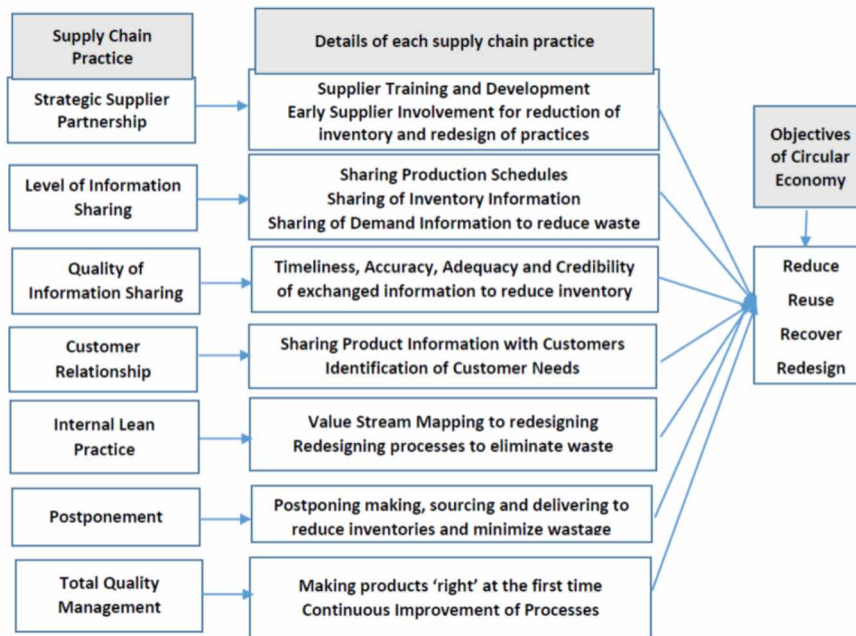 Supply Chain
Practice
Details of each supply chain practice
Strategic Supplier
Partnership
Supplier Training and Development
Early Supplier Involvement for reduction of
inventory and redesign of practices
Objectives
of Circular
Economy
Level of Information
Sharing
Sharing Production Schedules
Sharing of Inventory Information
Sharing of Demand Information to reduce waste
Quality of
Information Sharing
Timeliness, Accuracy, Adequacy and Credibility
of exchanged information to reduce inventory
Reduce
Reuse
Recover
Redesign
Customer
Relationship
Sharing Product Information with Customers
Identification of Customer Needs
Internal Lean
Practice
Value Stream Mapping to redesigning
Redesigning processes to eliminate waste
Postponement
Postponing making, sourcing and delivering to
reduce inventories and minimize wastage
Total Quality
Management
Making products ‘right’ at the first time
Continuous Improvement of Processes